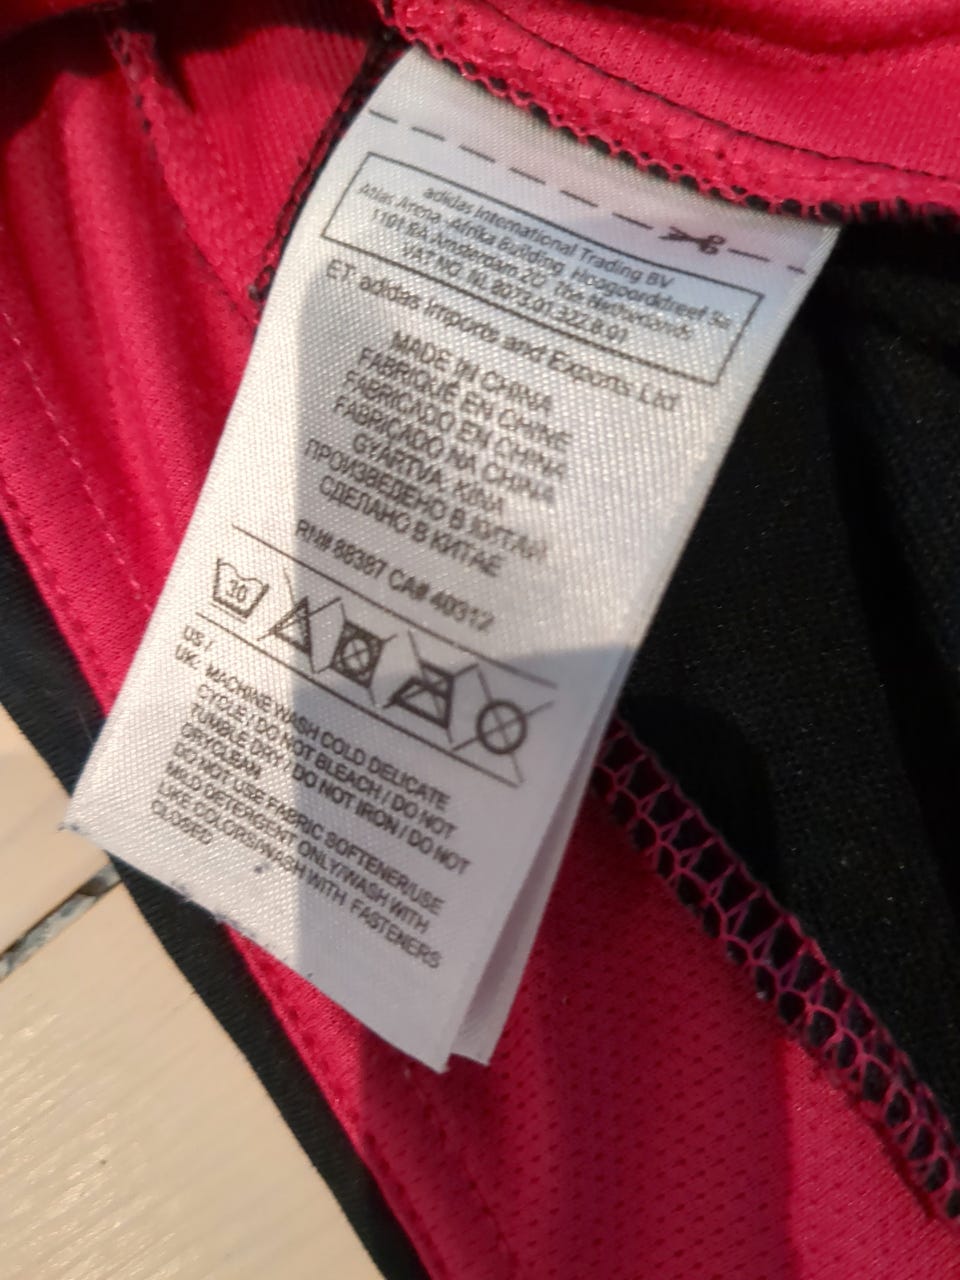 adidas International Trading BV
Atlas Arena -Afrika Building, Hoogoorddreef 9a
1101 BA Amsterdam ZO, The Netherlands
VAT NO. NL 8073.01.322.B.01
ET: adidas Imports and Exports Ltd
MADE IN CHINA
FABRIQUÉ EN CHINE
FABRICADO EN CHINA
FABRICADO NA CHINA
GYÁRTVA: KÍNA
ПРОИЗВЕДЕНО В КИТАЙ
СДЕЛАНО В КИТАЕ
RN# 88387 CA# 40312
30
US /
UK: MACHINE WASH COLD DELICATE
CYCLE / DO NOT BLEACH / DO NOT
TUMBLE DRY / DO NOT IRON / DO NOT
DRYCLEAN
DO NOT USE FABRIC SOFTENER/USE
MILD DETERGENT ONLY/WASH WITH
LIKE COLORS/WASH WITH FASTENERS
CLOSED